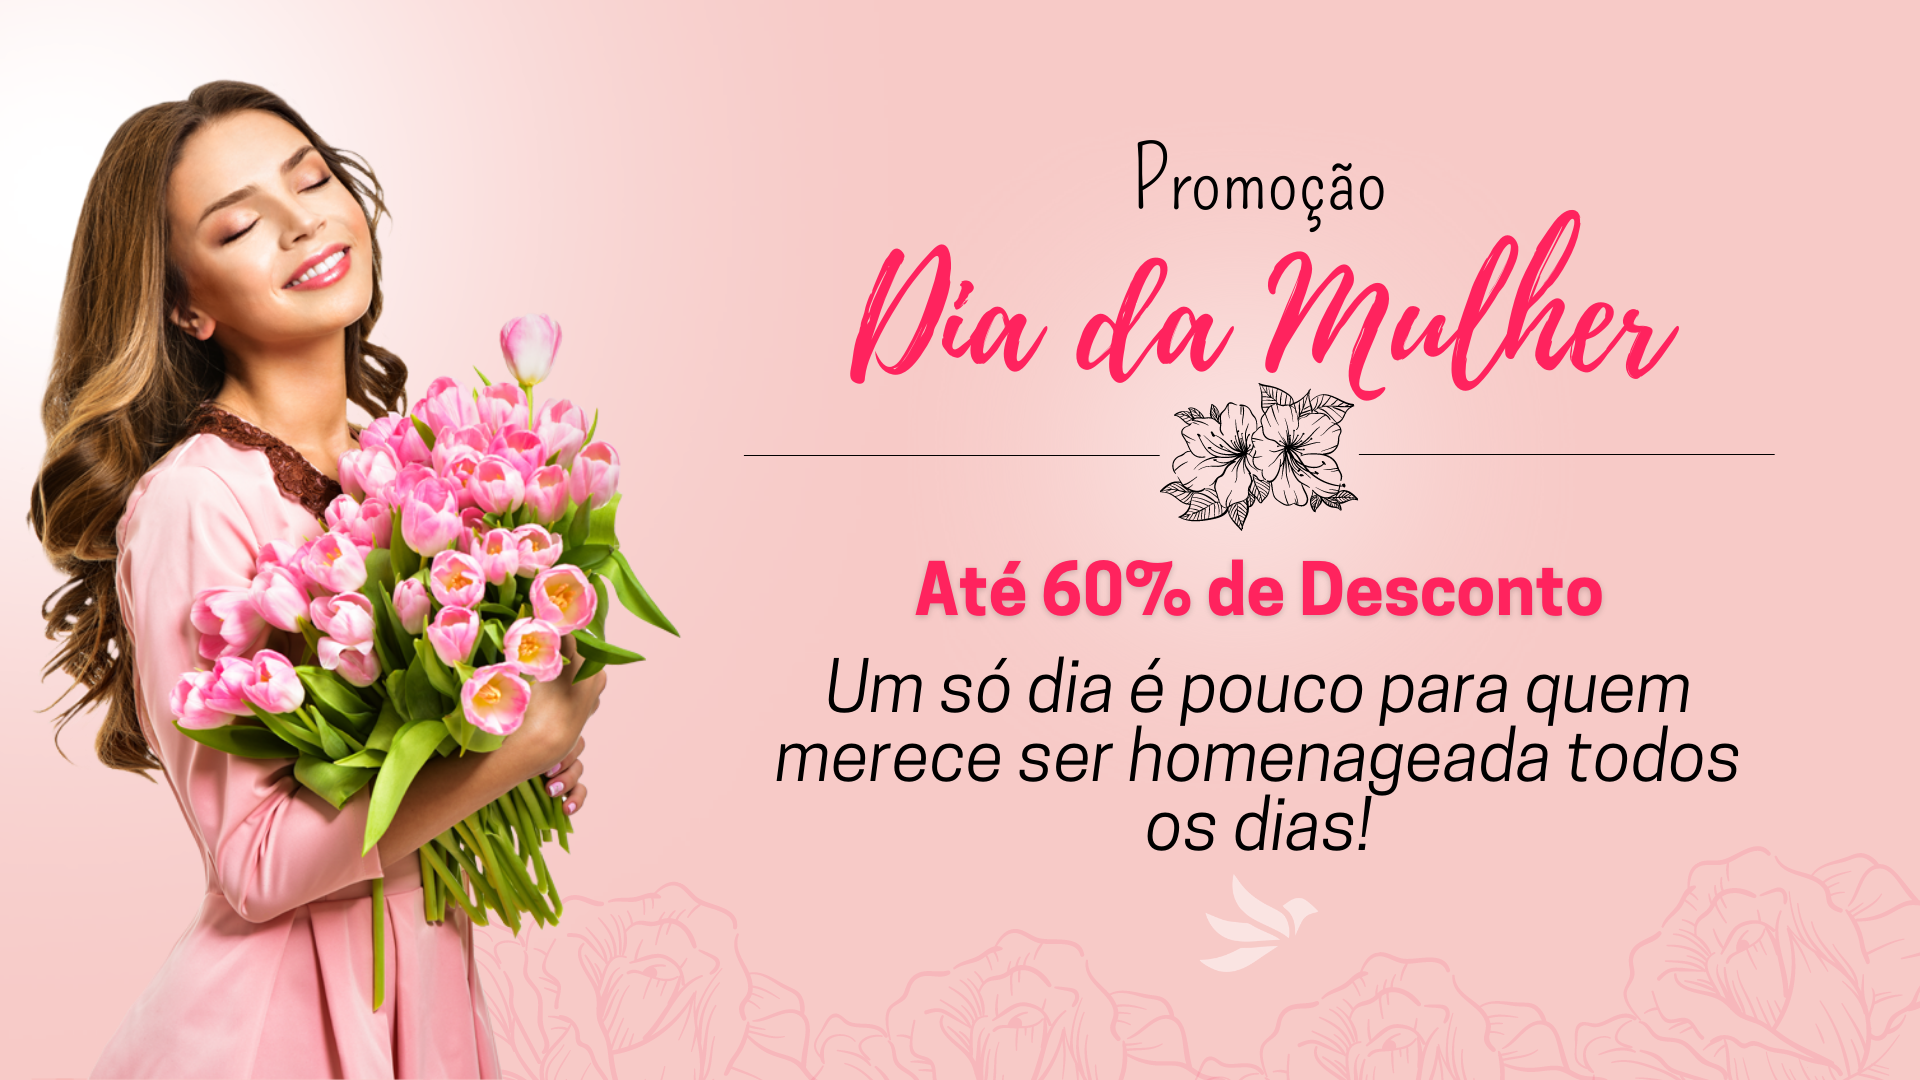 Promoção
Dia da Mulher
Até 60% de Desconto
Um só dia é pouco para quem
merece ser homenageada todos
os dias!